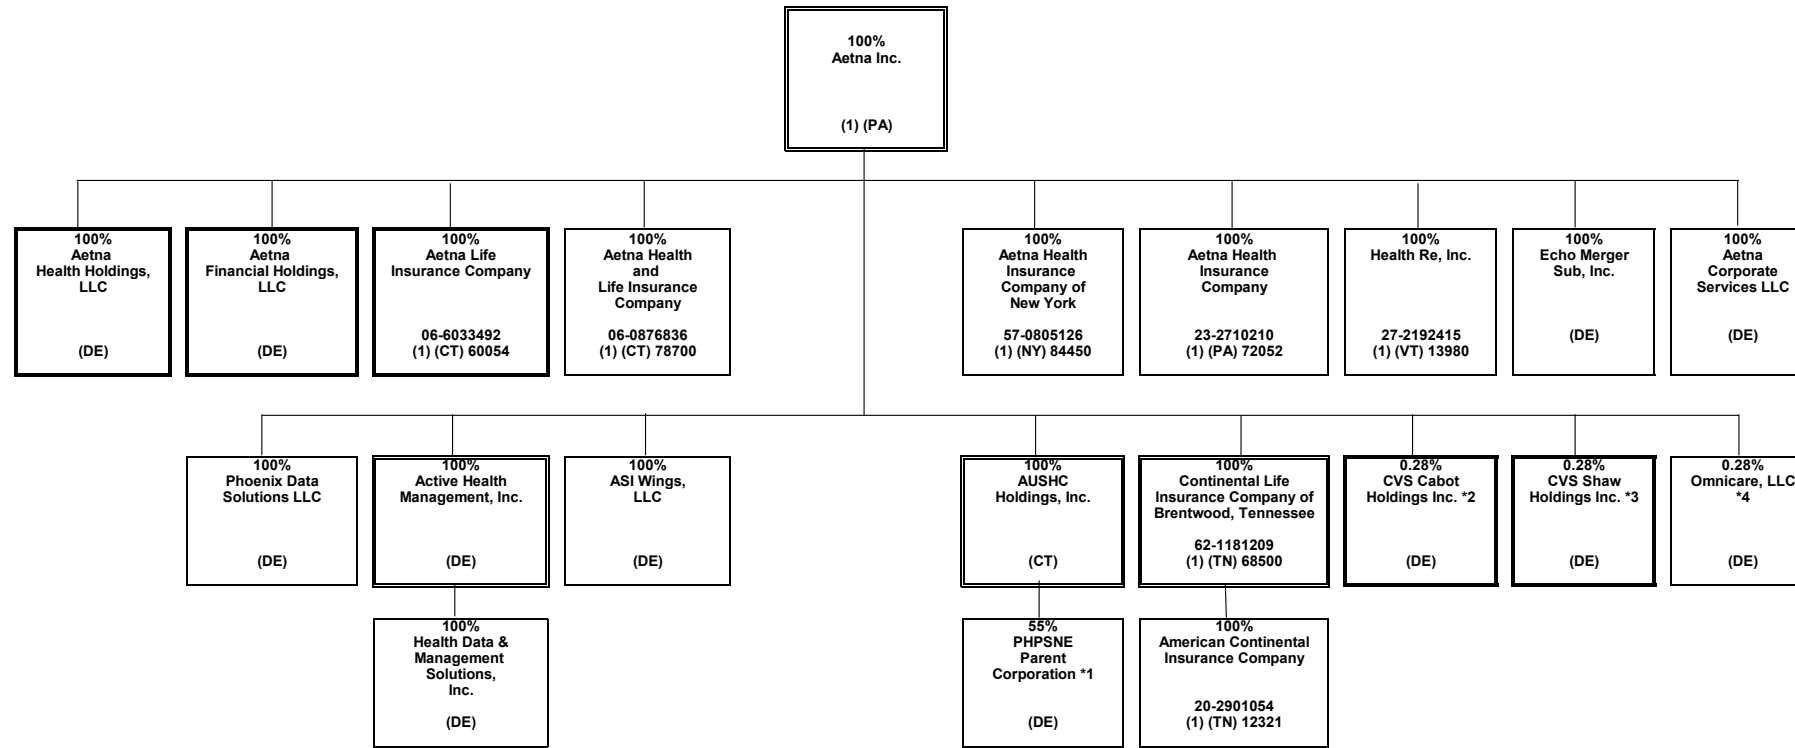 100%
Aetna Inc.
(1) (PA)
100%
Aetna
Health Holdings,
LLC
(DE)
100%
Aetna
Financial Holdings,
LLC
(DE)
100%
Aetna Life
Insurance Company
06-6033492
(1) (CT) 60054
100%
Aetna Health
and
Life Insurance
Company
06-0876836
(1) (CT) 78700
100%
Aetna Health
Insurance
Company of
New York
57-0805126
(1) (NY) 84450
100%
Aetna Health
Insurance
Company
23-2710210
(1) (PA) 72052
100%
Health Re, Inc.
27-2192415
(1) (VT) 13980
100%
Echo Merger
Sub, Inc.
(DE)
100%
Aetna
Corporate
Services LLC
(DE)
100%
Phoenix Data
Solutions LLC
(DE)
100%
Active Health
Management, Inc.
(DE)
100%
ASI Wings,
LLC
(DE)
100%
AUSHC
Holdings, Inc.
(CT)
100%
Continental Life
Insurance Company of
Brentwood, Tennessee
62-1181209
(1) (TN) 68500
0.28%
CVS Cabot
Holdings Inc. *2
(DE)
0.28%
CVS Shaw
Holdings Inc. *3
(DE)
0.28%
Omnicare, LLC
*4
(DE)
100%
Health Data &
Management
Solutions,
Inc.
(DE)
55%
PHPSNE
Parent
Corporation *1
(DE)
100%
American Continental
Insurance Company
20-2901054
(1) (TN) 12321